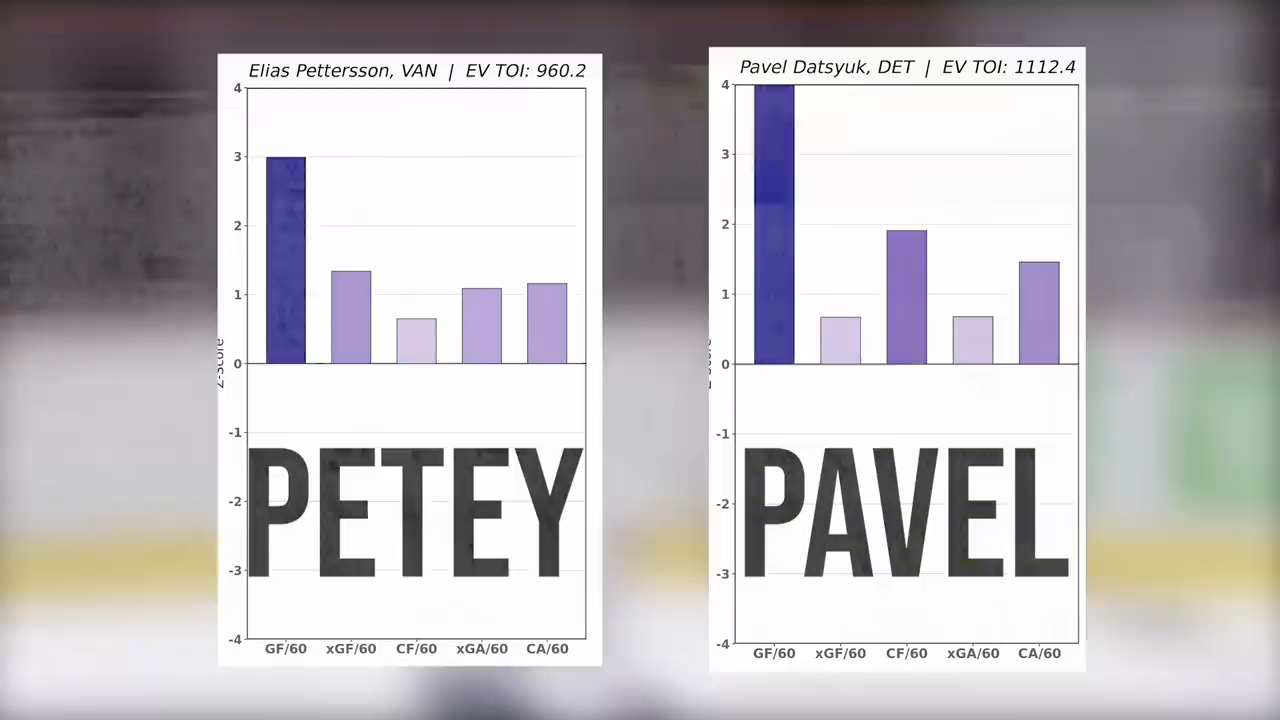 Elias Pettersson, VAN | EV TOI: 960.2
4
3
2
1
0
-1
-2
-3
-4
Z-Score
PETEY
GF/60 xGF/60 CF/60 xGA/60 CA/60
Pavel Datsyuk, DET | EV TOI: 1112.4
4
3
2
1
0
-1
-2
-3
-4
PAVEL
GF/60 xGF/60 CF/60 xGA/60 CA/60